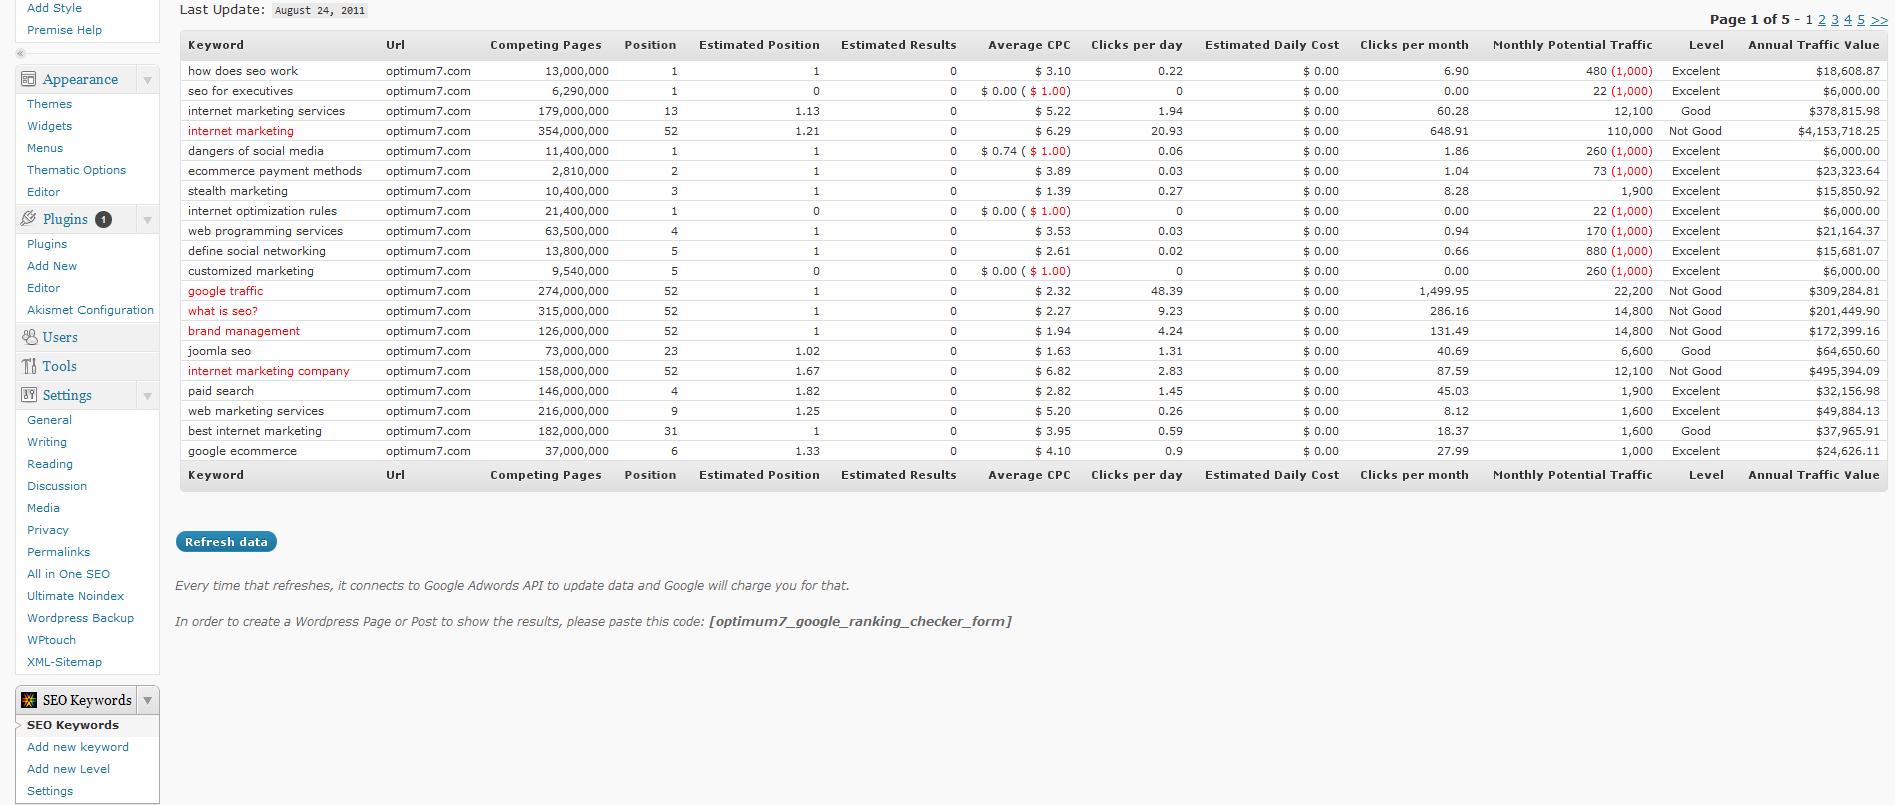 Add Style
Premise Help
Appearance
Themes
Widgets
Menus
Thematic Options
Editor
Plugins 1
Plugins
Add New
Editor
Akismet Configuration
Users
Tools
Settings
General
Writing
Reading
Discussion
Media
Privacy
Permalinks
All in One SEO
Ultimate Noindex
Wordpress Backup
WPtouch
XML-Sitemap
SEO Keywords
SEO Keywords
Add new keyword
Add new Level
Settings
Last Update: August 24, 2011
Page 1 of 5 - 1 2 3 4 5 >>
Keyword Url Competing Pages Position Estimated Position Estimated Results Average CPC Clicks per day Estimated Daily Cost Clicks per month Monthly Potential Traffic Level Annual Traffic Value
how does seo work optimum7.com 13,000,000 1 1 0 $ 3.10 0.22 $ 0.00 6.90 480 (1,000) Excelent $18,608.87
seo for executives optimum7.com 6,290,000 1 0 0 $ 0.00 ( $ 1.00) 0 $ 0.00 0.00 22 (1,000) Excelent $6,000.00
internet marketing services optimum7.com 179,000,000 13 1.13 0 $ 5.22 1.94 $ 0.00 60.28 12,100 Good $378,815.98
internet marketing optimum7.com 354,000,000 52 1.21 0 $ 6.29 20.93 $ 0.00 648.91 110,000 Not Good $4,153,718.25
dangers of social media optimum7.com 11,400,000 1 1 0 $ 0.74 ( $ 1.00) 0.06 $ 0.00 1.86 260 (1,000) Excelent $6,000.00
ecommerce payment methods optimum7.com 2,810,000 2 1 0 $ 3.89 0.03 $ 0.00 1.04 73 (1,000) Excelent $23,323.64
stealth marketing optimum7.com 10,400,000 3 1 0 $ 1.39 0.27 $ 0.00 8.28 1,900 Excelent $15,850.92
internet optimization rules optimum7.com 21,400,000 1 0 0 $ 0.00 ( $ 1.00) 0 $ 0.00 0.00 22 (1,000) Excelent $6,000.00
web programming services optimum7.com 63,500,000 4 1 0 $ 3.53 0.03 $ 0.00 0.94 170 (1,000) Excelent $21,164.37
define social networking optimum7.com 13,800,000 5 1 0 $ 2.61 0.02 $ 0.00 0.66 880 (1,000) Excelent $15,681.07
customized marketing optimum7.com 9,540,000 5 0 0 $ 0.00 ( $ 1.00) 0 $ 0.00 0.00 260 (1,000) Excelent $6,000.00
google traffic optimum7.com 274,000,000 52 1 0 $ 2.32 48.39 $ 0.00 1,499.95 22,200 Not Good $309,284.81
what is seo? optimum7.com 315,000,000 52 1 0 $ 2.27 9.23 $ 0.00 286.16 14,800 Not Good $201,449.90
brand management optimum7.com 126,000,000 52 1 0 $ 1.94 4.24 $ 0.00 131.49 14,800 Not Good $172,399.16
joomla seo optimum7.com 73,000,000 23 1.02 0 $ 1.63 1.31 $ 0.00 40.69 6,600 Good $64,650.60
internet marketing company optimum7.com 158,000,000 52 1.67 0 $ 6.82 2.83 $ 0.00 87.59 12,100 Not Good $495,394.09
paid search optimum7.com 146,000,000 4 1.82 0 $ 2.82 1.45 $ 0.00 45.03 1,900 Excelent $32,156.98
web marketing services optimum7.com 216,000,000 9 1.25 0 $ 5.20 0.26 $ 0.00 8.12 1,600 Excelent $49,884.13
best internet marketing optimum7.com 182,000,000 31 1 0 $ 3.95 0.59 $ 0.00 18.37 1,600 Good $37,965.91
google ecommerce optimum7.com 37,000,000 6 1.33 0 $ 4.10 0.9 $ 0.00 27.99 1,000 Excelent $24,626.11
Keyword Url Competing Pages Position Estimated Position Estimated Results Average CPC Clicks per day Estimated Daily Cost Clicks per month Monthly Potential Traffic Level Annual Traffic Value
Refresh data
Every time that refreshes, it connects to Google Adwords API to update data and Google will charge you for that.
In order to create a Wordpress Page or Post to show the results, please paste this code: [optimum7_google_ranking_checker_form]